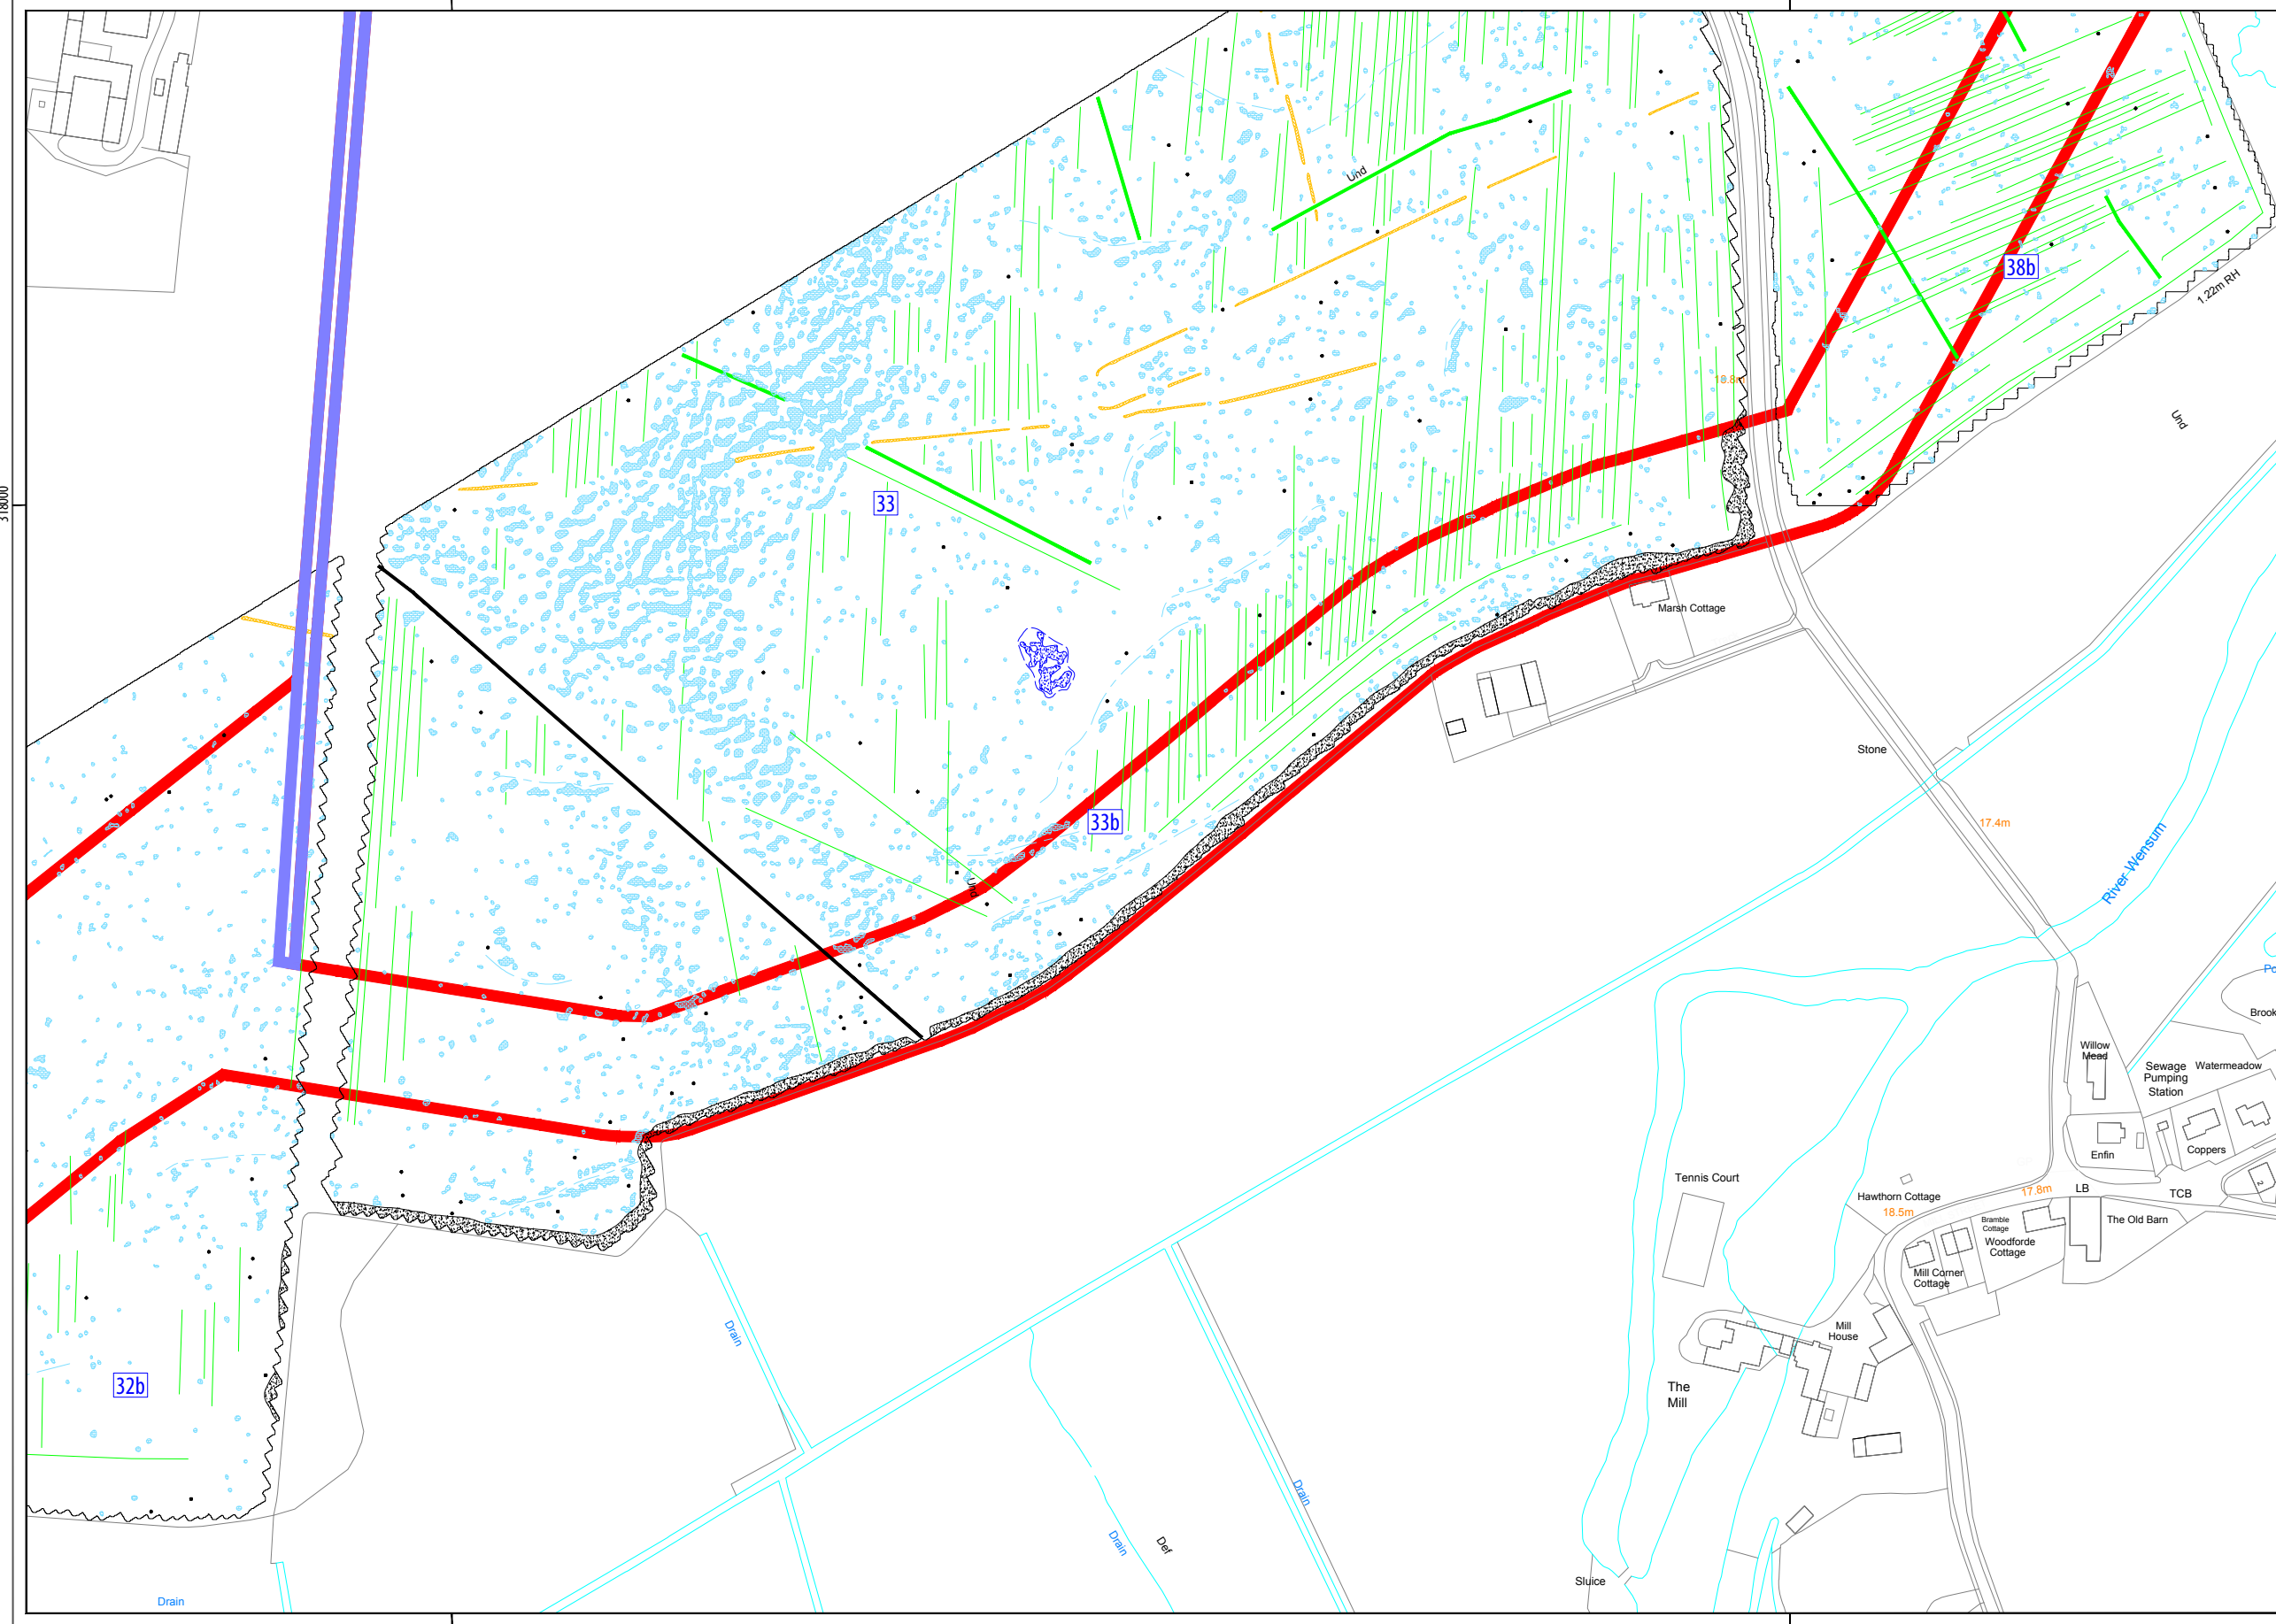 Und
38b
1.22m RH
18.8m
Und
33
318000
Marsh Cottage
Stone
33b
17.4m
River Wensum
Und
Brook
Willow
Mead
Sewage
Pumping
Station
Watermeadow
Enfin
Coppers
Tennis Court
Hawthorn Cottage
18.5m
17.8m
LB
TCB
2
The Old Barn
Bramble
Cottage
Woodforde
Cottage
Mill Corner
Cottage
Drain
Mill
House
32b
The
Mill
Drain
Drain
Def
Sluice
Drain